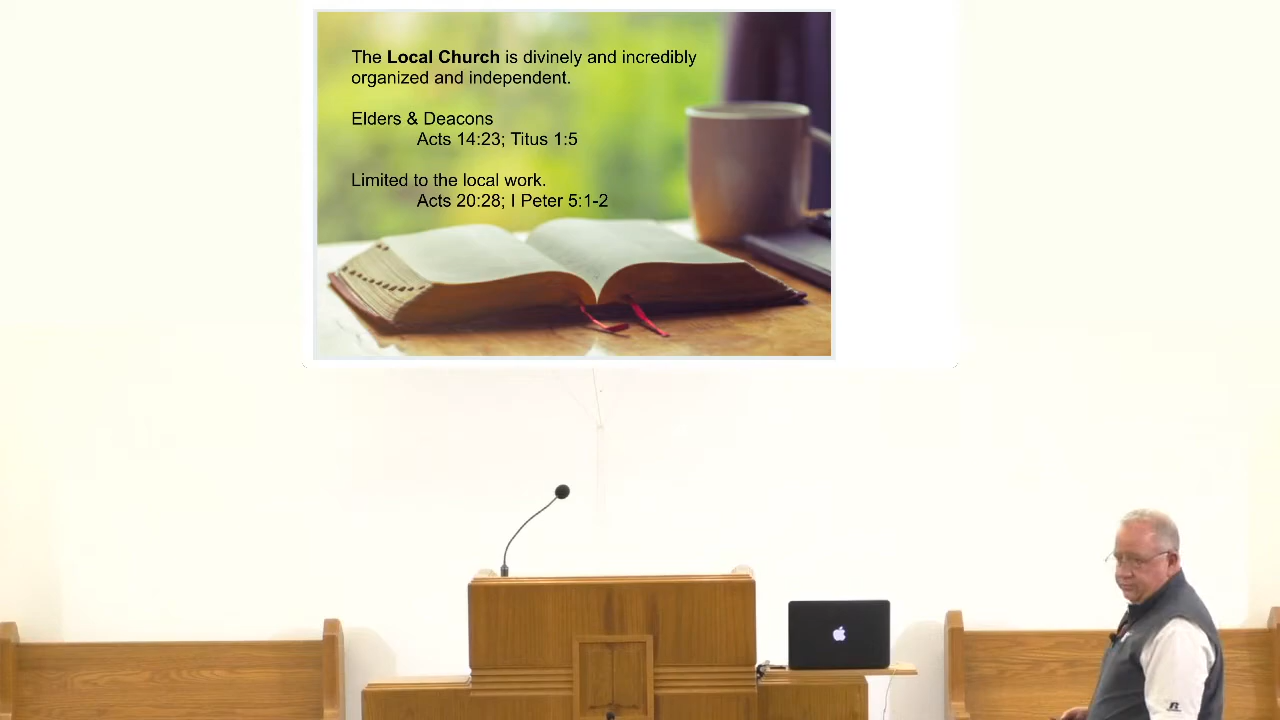 The Local Church is divinely and incredibly
organized and independent.
Elders & Deacons
Acts 14:23; Titus 1:5
Limited to the local work.
Acts 20:28; I Peter 5:1-2
R